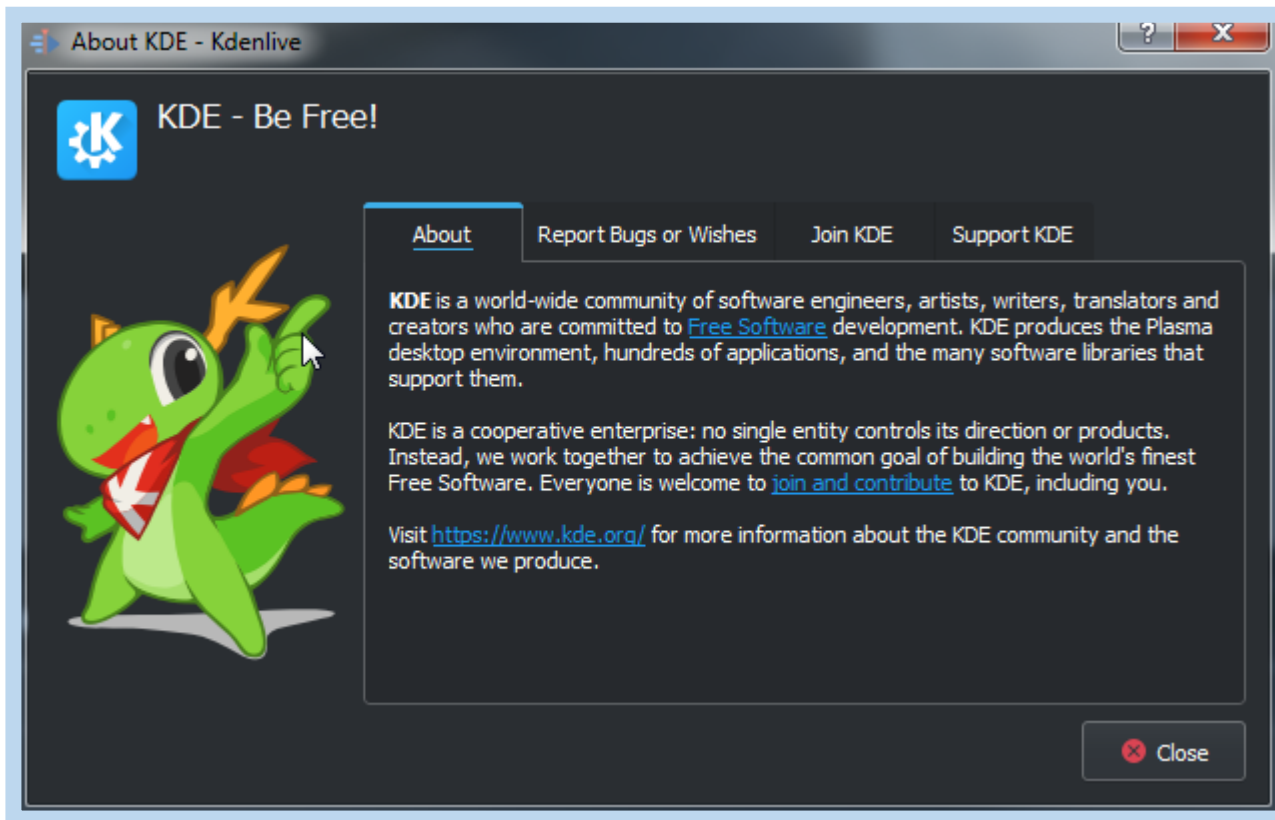 About KDE - Kdenlive
? X
KDE - Be Free!
About Report Bugs or Wishes Join KDE Support KDE
KDE is a world-wide community of software engineers, artists, writers, translators and
creators who are committed to Free Software development. KDE produces the Plasma
desktop environment, hundreds of applications, and the many software libraries that
support them.
KDE is a cooperative enterprise: no single entity controls its direction or products.
Instead, we work together to achieve the common goal of building the world's finest
Free Software. Everyone is welcome to join and contribute to KDE, including you.
Visit https://www.kde.org/ for more information about the KDE community and the
software we produce.
Close